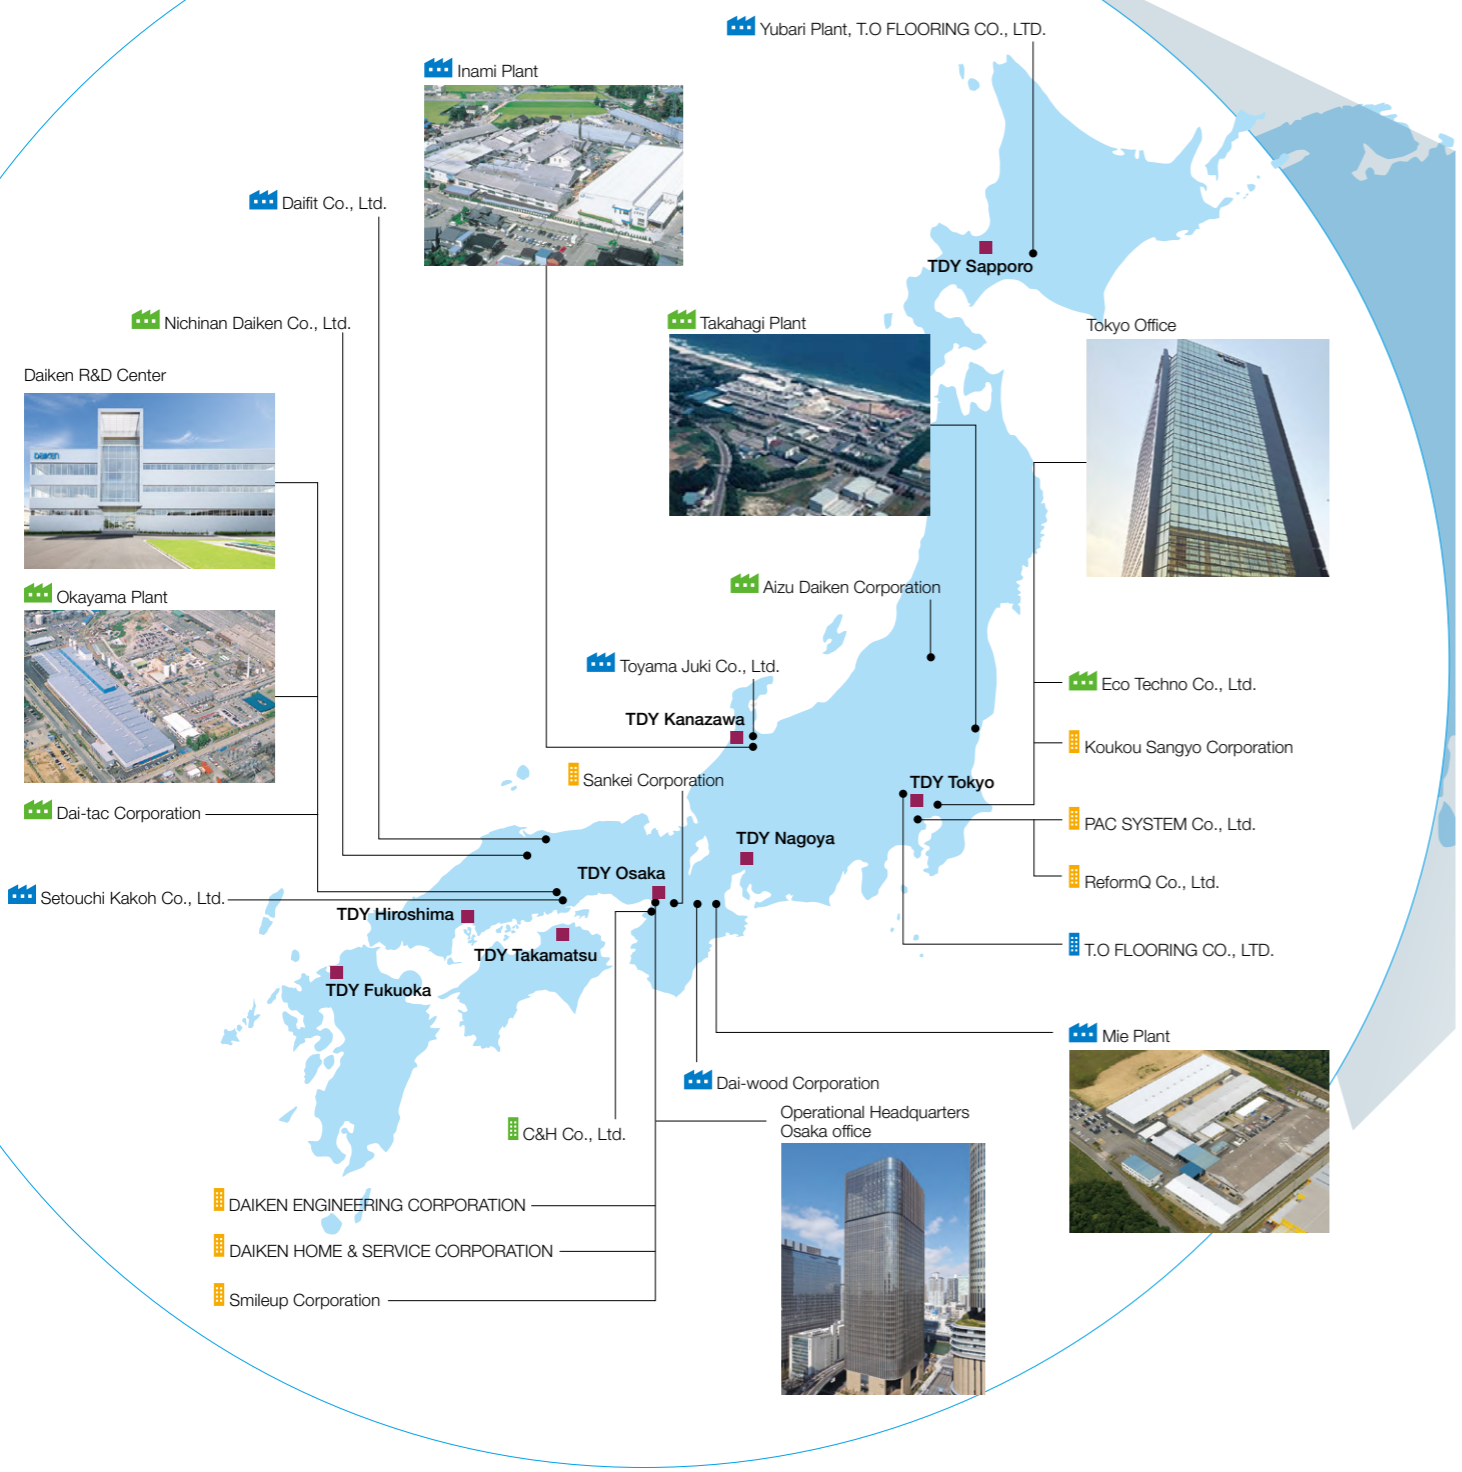 Yubari Plant, T.O FLOORING CO., LTD.
Inami Plant
Daifit Co., Ltd.
TDY Sapporo
Nichinan Daiken Co., Ltd.
Takahagi Plant
Tokyo Office
Daiken R&D Center
DAIKEN
Aizu Daiken Corporation
Okayama Plant
Toyama Juki Co., Ltd.
Eco Techno Co., Ltd.
TDY Kanazawa
Koukou Sangyo Corporation
Sankei Corporation
TDY Tokyo
Dai-tac Corporation
PAC SYSTEM Co., Ltd.
TDY Nagoya
TDY Osaka
ReformQ Co., Ltd.
Setouchi Kakoh Co., Ltd.
TDY Hiroshima
TDY Takamatsu
T.O FLOORING CO., LTD.
TDY Fukuoka
Mie Plant
Dai-wood Corporation
Operational Headquarters
Osaka office
C&H Co., Ltd.
DAIKEN ENGINEERING CORPORATION
DAIKEN HOME & SERVICE CORPORATION
Smileup Corporation